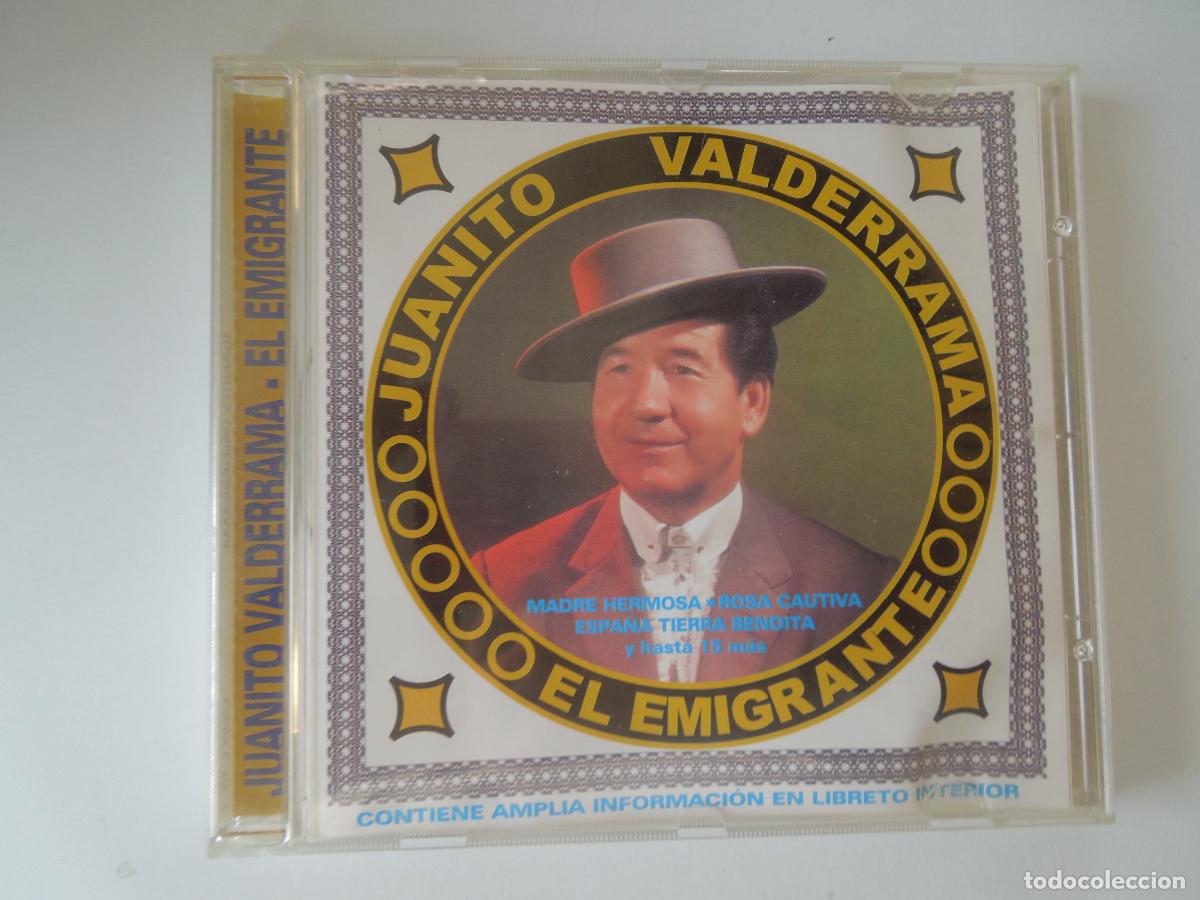 JUANITO VALDERRAMA - EL EMIGRANTE
JUANITO VALDERRAMA
MADRE HERMOSA * ROSA CAUTIVA
ESPAÑA TIERRA BENDITA
y hasta 15 más
EL EMIGRANTE
CONTIENE AMPLIA INFORMACIÓN EN LIBRETO INTERIOR
todocoleccion